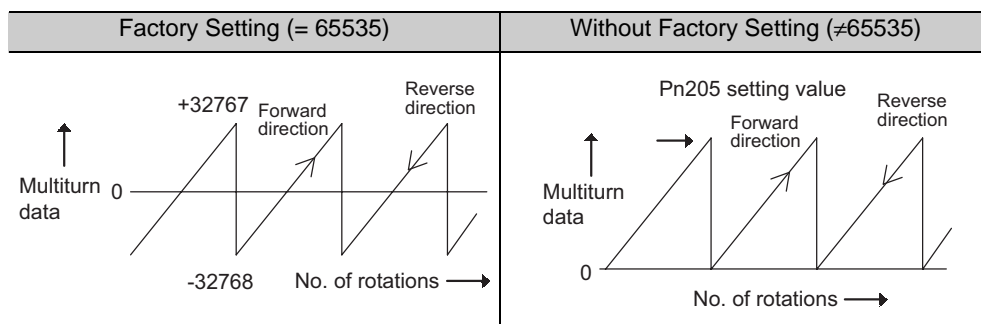 Factory Setting (= 65535)
Without Factory Setting (≠65535)
+32767
Forward
direction
Reverse
direction
Multiturn
data
0
-32768
No. of rotations
Pn205 setting value
Forward
direction
Reverse
direction
Multiturn
data
0
No. of rotations